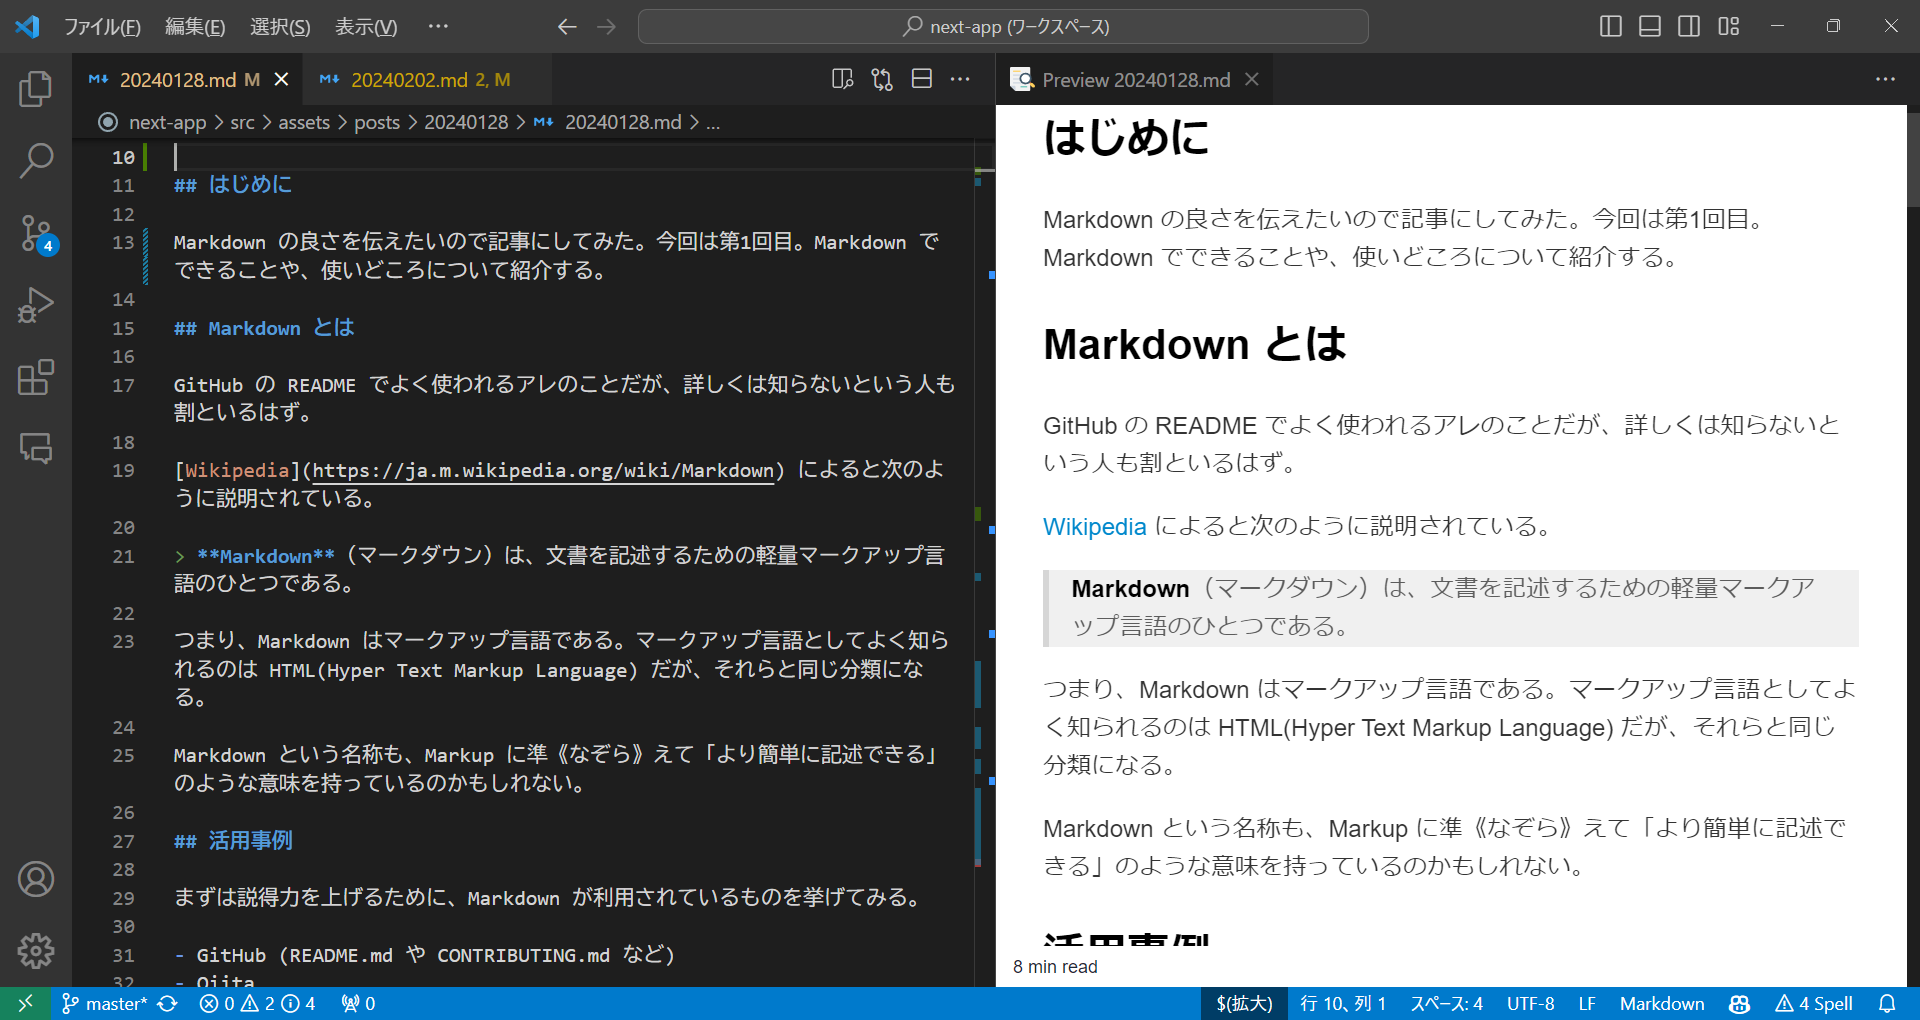 ファイル(F) 編集(E) 選択(S) 表示(V) ··· next-app (ワークスペース)
20240128.md M 20240202.md 2, M
next-app > src > assets > posts > 20240128 > 20240128.md > ...
10
11 ## はじめに
12
13 Markdown の良さを伝えたいので記事にしてみた。今回は第1回目。Markdown で
できることや、使いどころについて紹介する。
14
15 ## Markdown とは
16
17 GitHub の README でよく使われるアレのことだが、詳しくは知らないという人も
割といるはず。
18
19 [Wikipedia](https://ja.m.wikipedia.org/wiki/Markdown) によると次のよ
うに説明されている。
20
21 > **Markdown**（マークダウン）は、文書を記述するための軽量マークアップ言
語のひとつである。
22
23 つまり、Markdown はマークアップ言語である。マークアップ言語としてよく知ら
れるのは HTML(Hyper Text Markup Language) だが、それらと同じ分類にな
る。
24
25 Markdown という名称も、Markup に準《なぞら》えて「より簡単に記述できる」
のような意味を持っているのかもしれない。
26
27 ## 活用事例
28
29 まずは説得力を上げるために、Markdown が利用されているものを挙げてみる。
30
31 - GitHub (README.md や CONTRIBUTING.md など)
32 - Qiita
Preview 20240128.md
はじめに
Markdown の良さを伝えたいので記事にしてみた。今回は第1回目。
Markdown でできることや、使いどころについて紹介する。
Markdown とは
GitHub の README でよく使われるアレのことだが、詳しくは知らないと
いう人も割といるはず。
Wikipedia によると次のように説明されている。
Markdown（マークダウン）は、文書を記述するための軽量マークア
ップ言語のひとつである。
つまり、Markdown はマークアップ言語である。マークアップ言語としてよ
く知られるのは HTML(Hyper Text Markup Language) だが、それらと同じ
分類になる。
Markdown という名称も、Markup に準《なぞら》えて「より簡単に記述で
きる」のような意味を持っているのかもしれない。
活用事例
8 min read
4
master* 0 2 4 0 $(拡大) 行 10、列 1 スペース: 4 UTF-8 LF Markdown 4 Spell